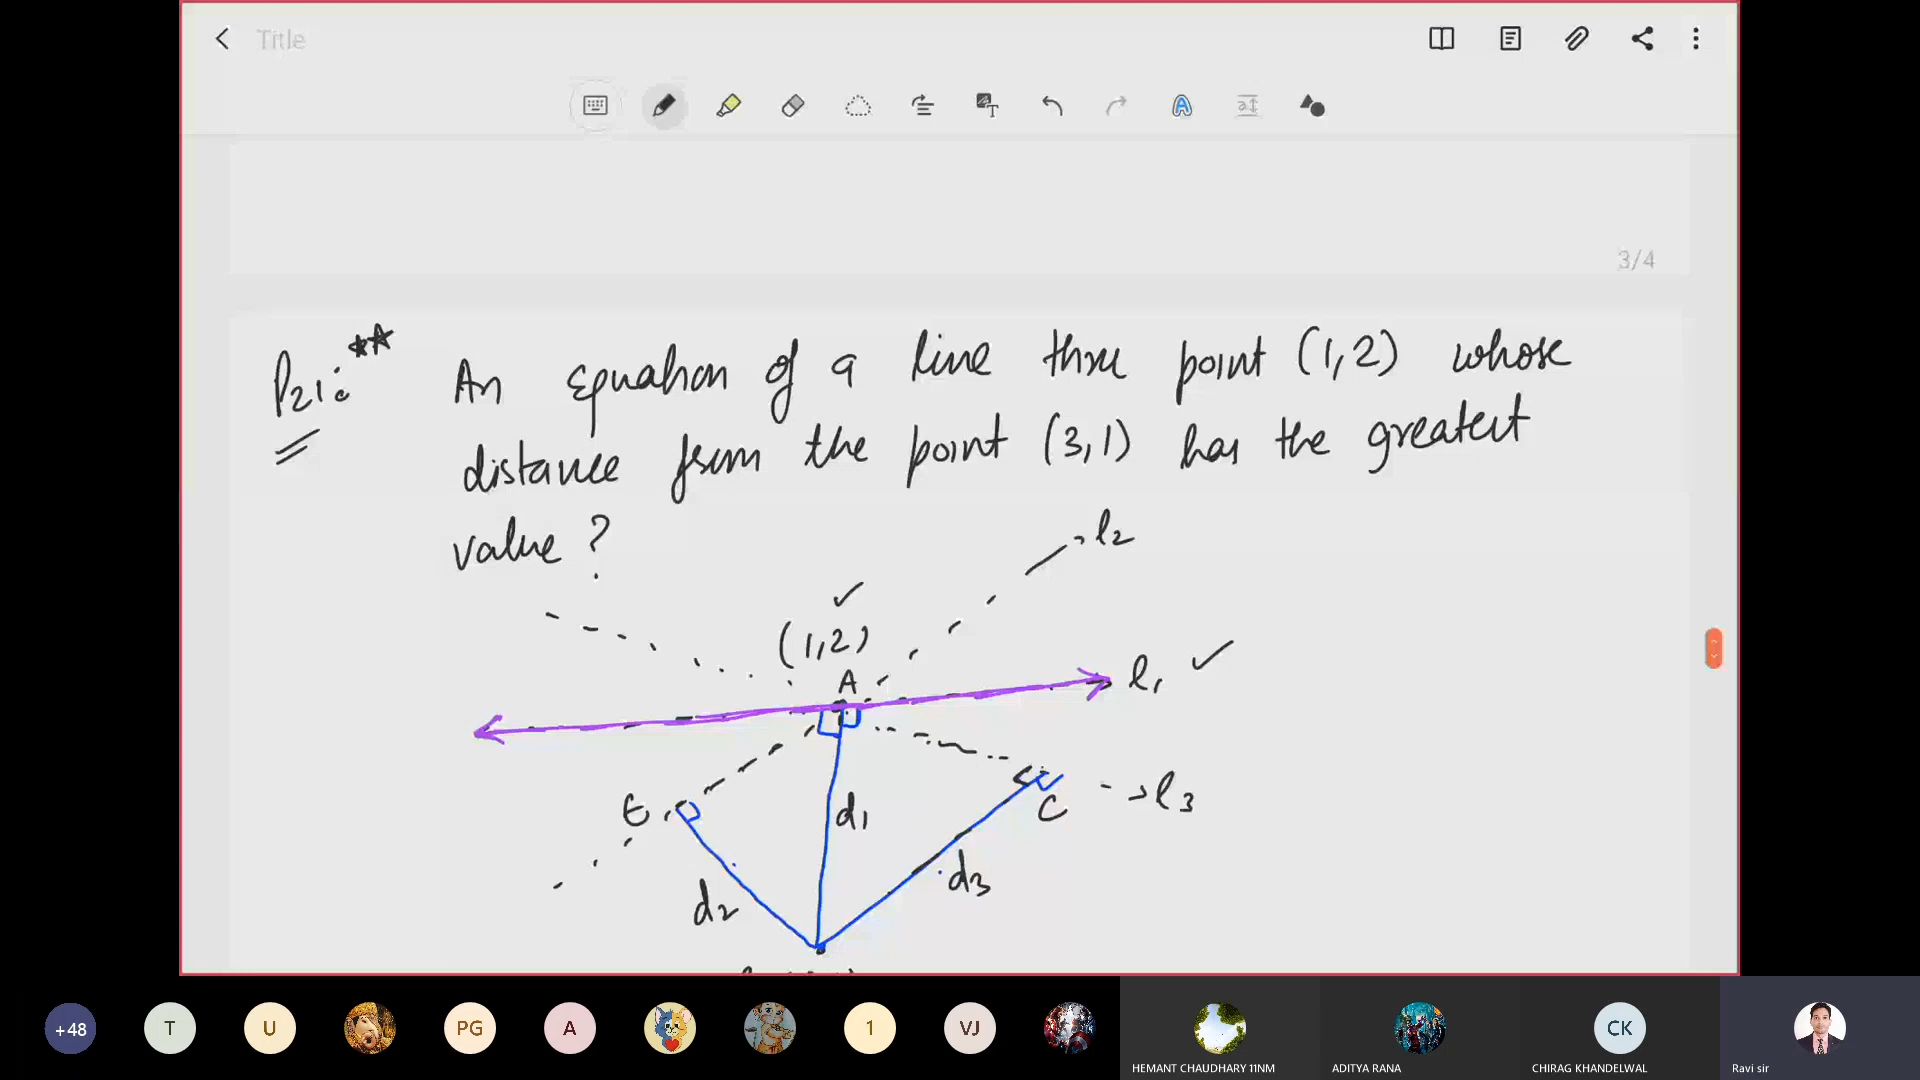 Title
3/4
P21: ** An equation of a line thru point (1,2) whose
distance from the point (3,1) has the greatest
value ?
l2
(1,2)
A
l1
E
d1
C
l3
d2
d3
+48
T
U
PG
A
1
VJ
CK
HEMANT CHAUDHARY 11NM
ADITYA RANA
CHIRAG KHANDELWAL
Ravi sir